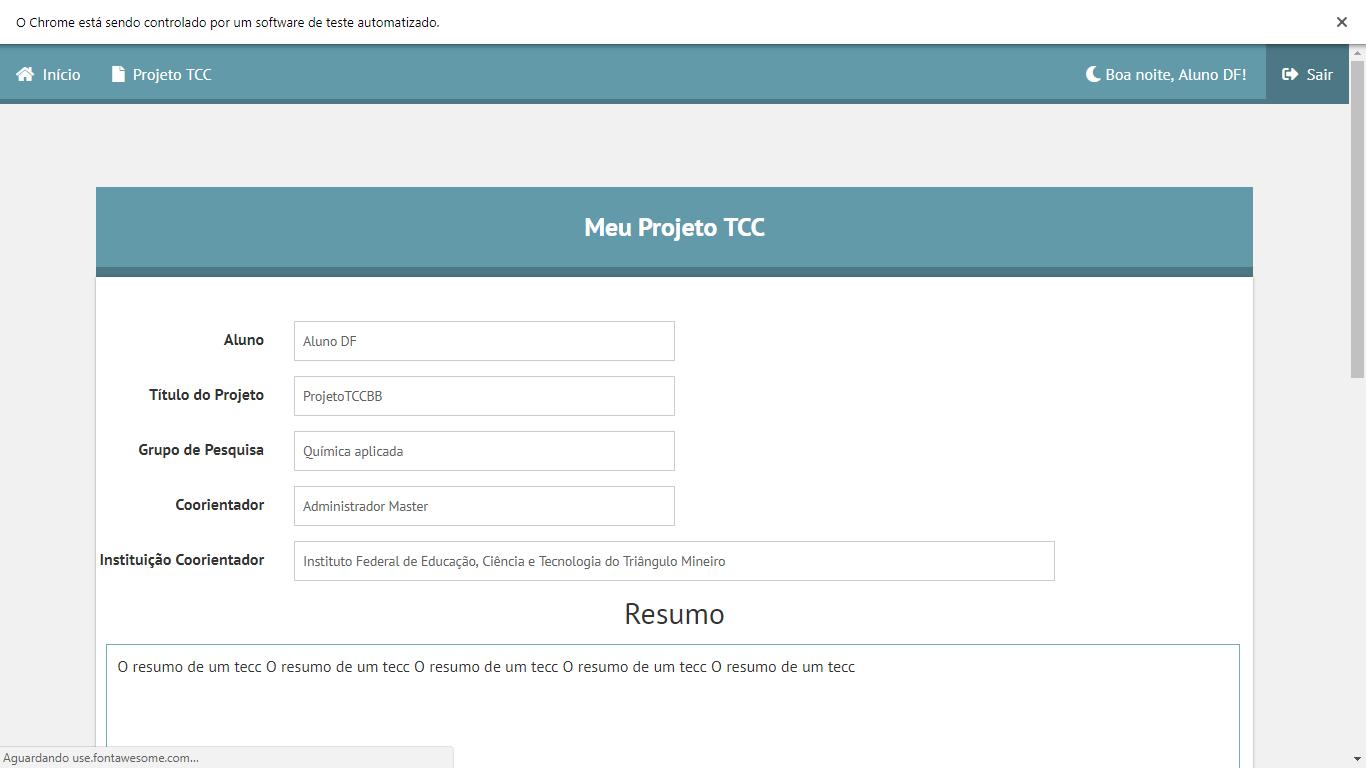 O Chrome está sendo controlado por um software de teste automatizado.
Início Projeto TCC Boa noite, Aluno DF! Sair
Meu Projeto TCC
Aluno Aluno DF
Título do Projeto ProjetoTCCBB
Grupo de Pesquisa Química aplicada
Coorientador Administrador Master
Instituição Coorientador Instituto Federal de Educação, Ciência e Tecnologia do Triângulo Mineiro
Resumo
O resumo de um tecc O resumo de um tecc O resumo de um tecc O resumo de um tecc O resumo de um tecc
Aguardando use.fontawesome.com...